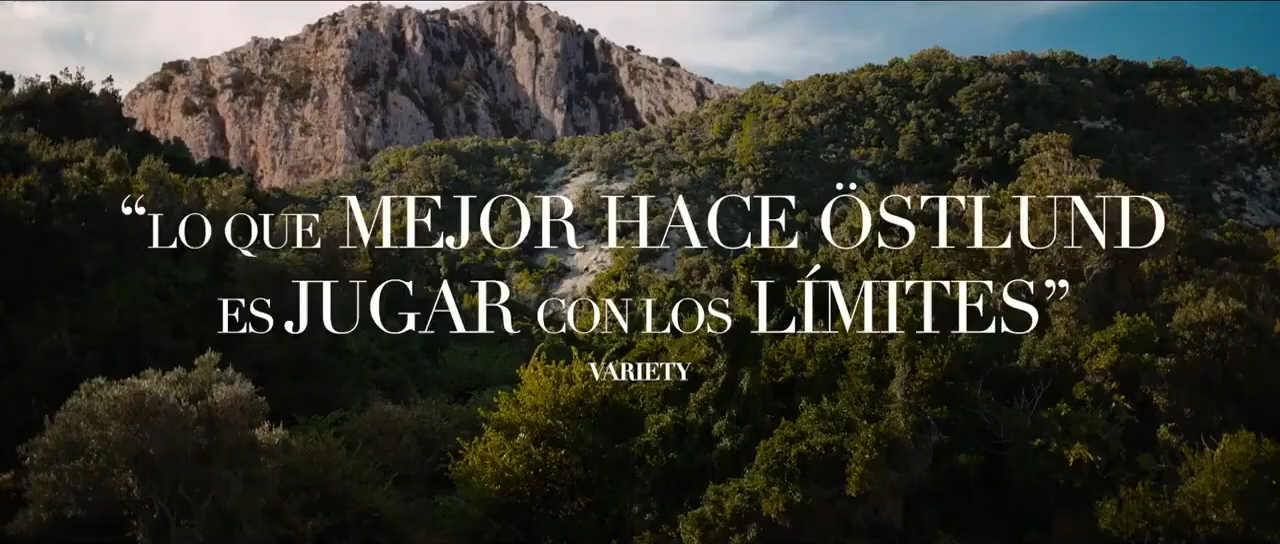 “LO QUE MEJOR HACE ÖSTLUND
ES JUGAR CON LOS LÍMITES”
VARIETY